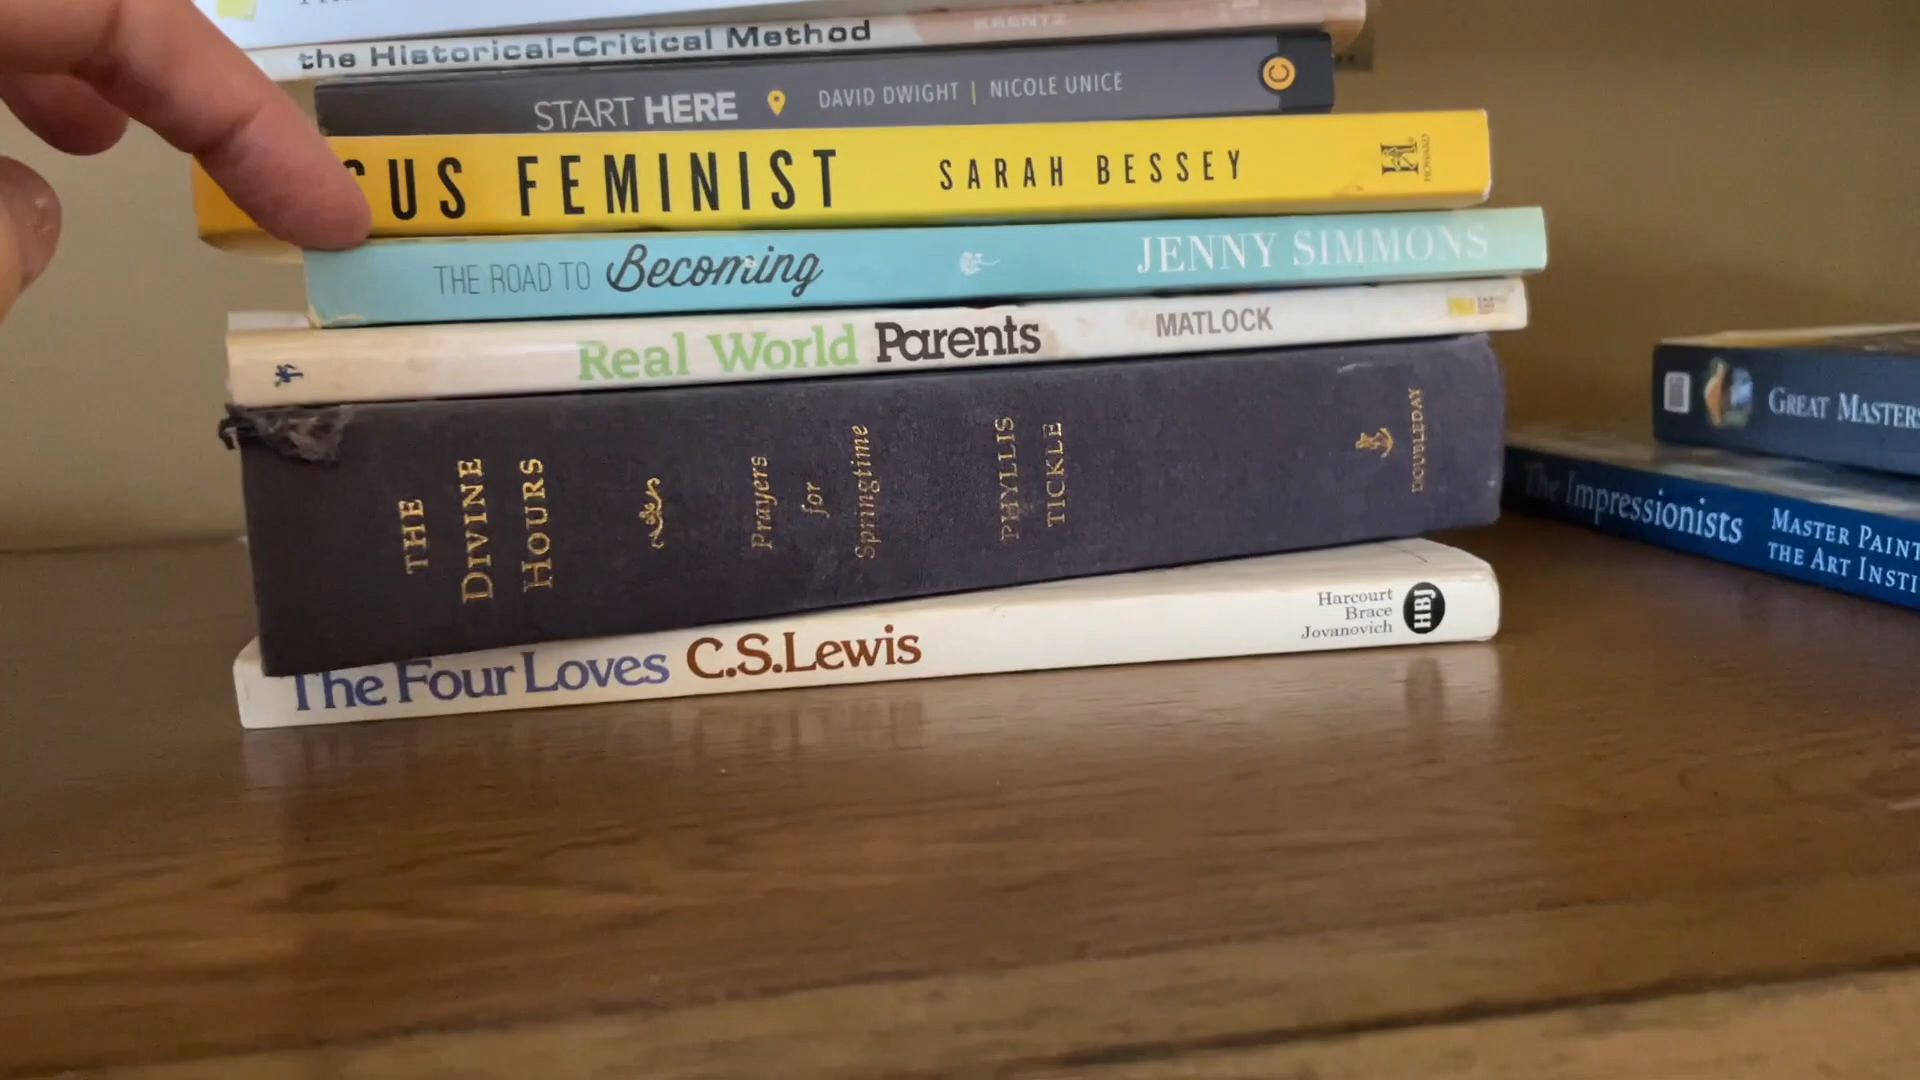 the Historical-Critical Method KRENTZ
START HERE DAVID DWIGHT | NICOLE UNICE C
US FEMINIST SARAH BESSEY H HOWARD
THE ROAD TO Becoming JENNY SIMMONS
Real World Parents MATLOCK
THE
DIVINE
HOURS
Prayers
for
Springtime
PHYLLIS
TICKLE
DOUBLEDAY
The Four Loves C.S.Lewis
Harcourt
Brace
Jovanovich
HBJ
GREAT MASTERS
The Impressionists
MASTER PAINT
THE ART INSTI